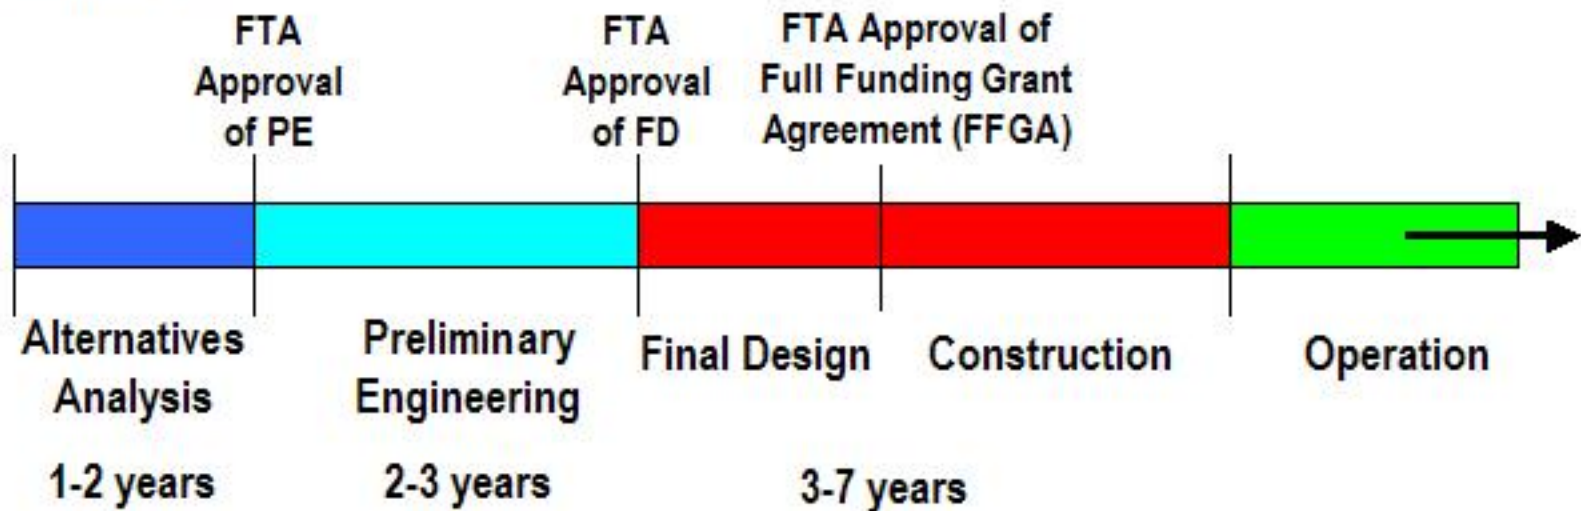 FTA
Approval
of PE
FTA
Approval
of FD
FTA Approval of
Full Funding Grant
Agreement (FFGA)
Alternatives
Analysis
Preliminary
Engineering
Final Design
Construction
Operation
1-2 years
2-3 years
3-7 years